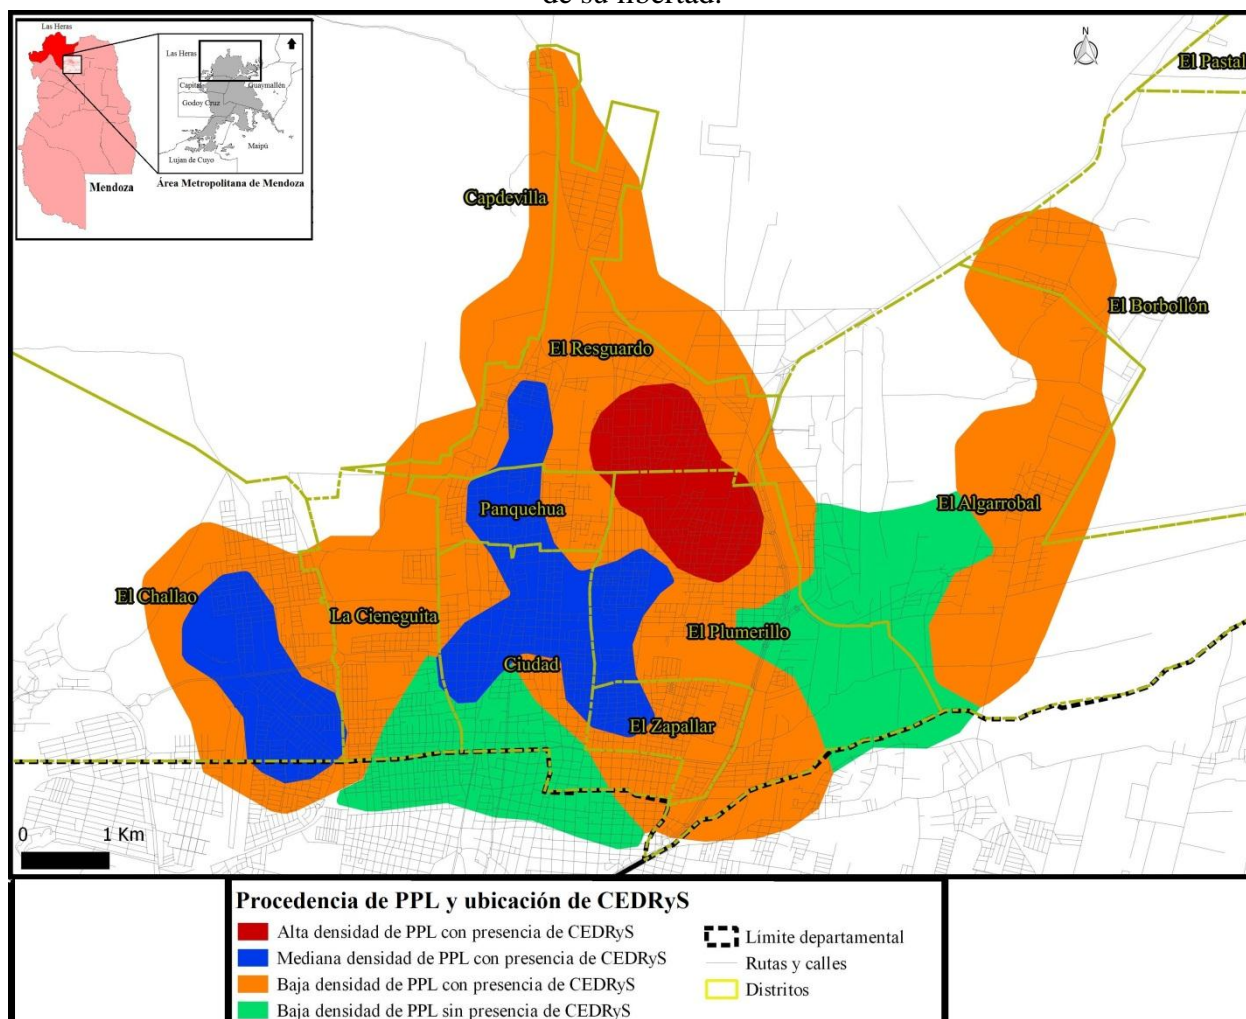 de su libertad.
Las Heras
Mendoza
Las Heras
Capital
Guaymallén
Godoy Cruz
Maipú
Lujan de Cuyo
Área Metropolitana de Mendoza
N
El Pastal
Capdevilla
El Borbollón
El Resguardo
Panquehua
El Algarrobal
El Challao
La Cieneguita
El Plumerillo
Ciudad
El Zapallar
0 1 Km
Procedencia de PPL y ubicación de CEDRyS
Alta densidad de PPL con presencia de CEDRyS
Mediana densidad de PPL con presencia de CEDRyS
Baja densidad de PPL con presencia de CEDRyS
Baja densidad de PPL sin presencia de CEDRyS
Límite departamental
Rutas y calles
Distritos